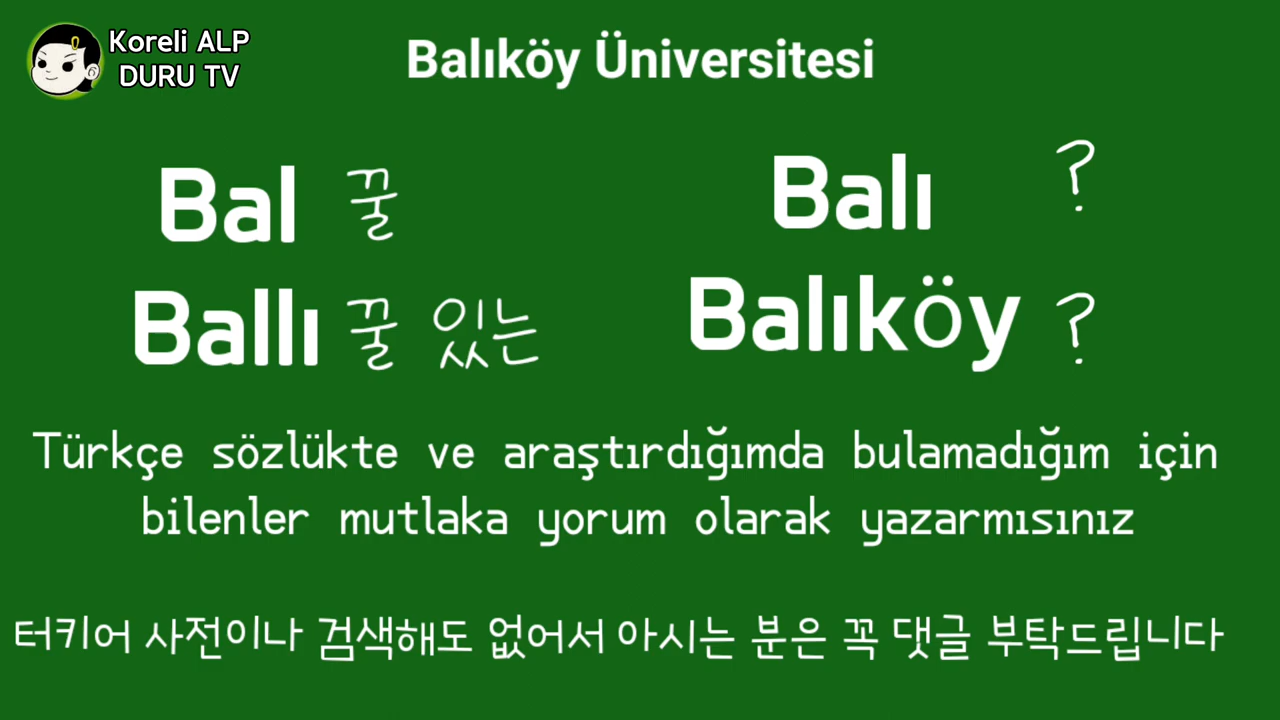 Koreli ALP
DURU TV
Balıköy Üniversitesi
Bal 꿀
Ballı 꿀 있는
Balı ?
Balıköy ?
Türkçe sözlükte ve araştırdığımda bulamadığım için
bilenler mutlaka yorum olarak yazarmısınız
터키어 사전이나 검색해도 없어서 아시는 분은 꼭 댓글 부탁드립니다